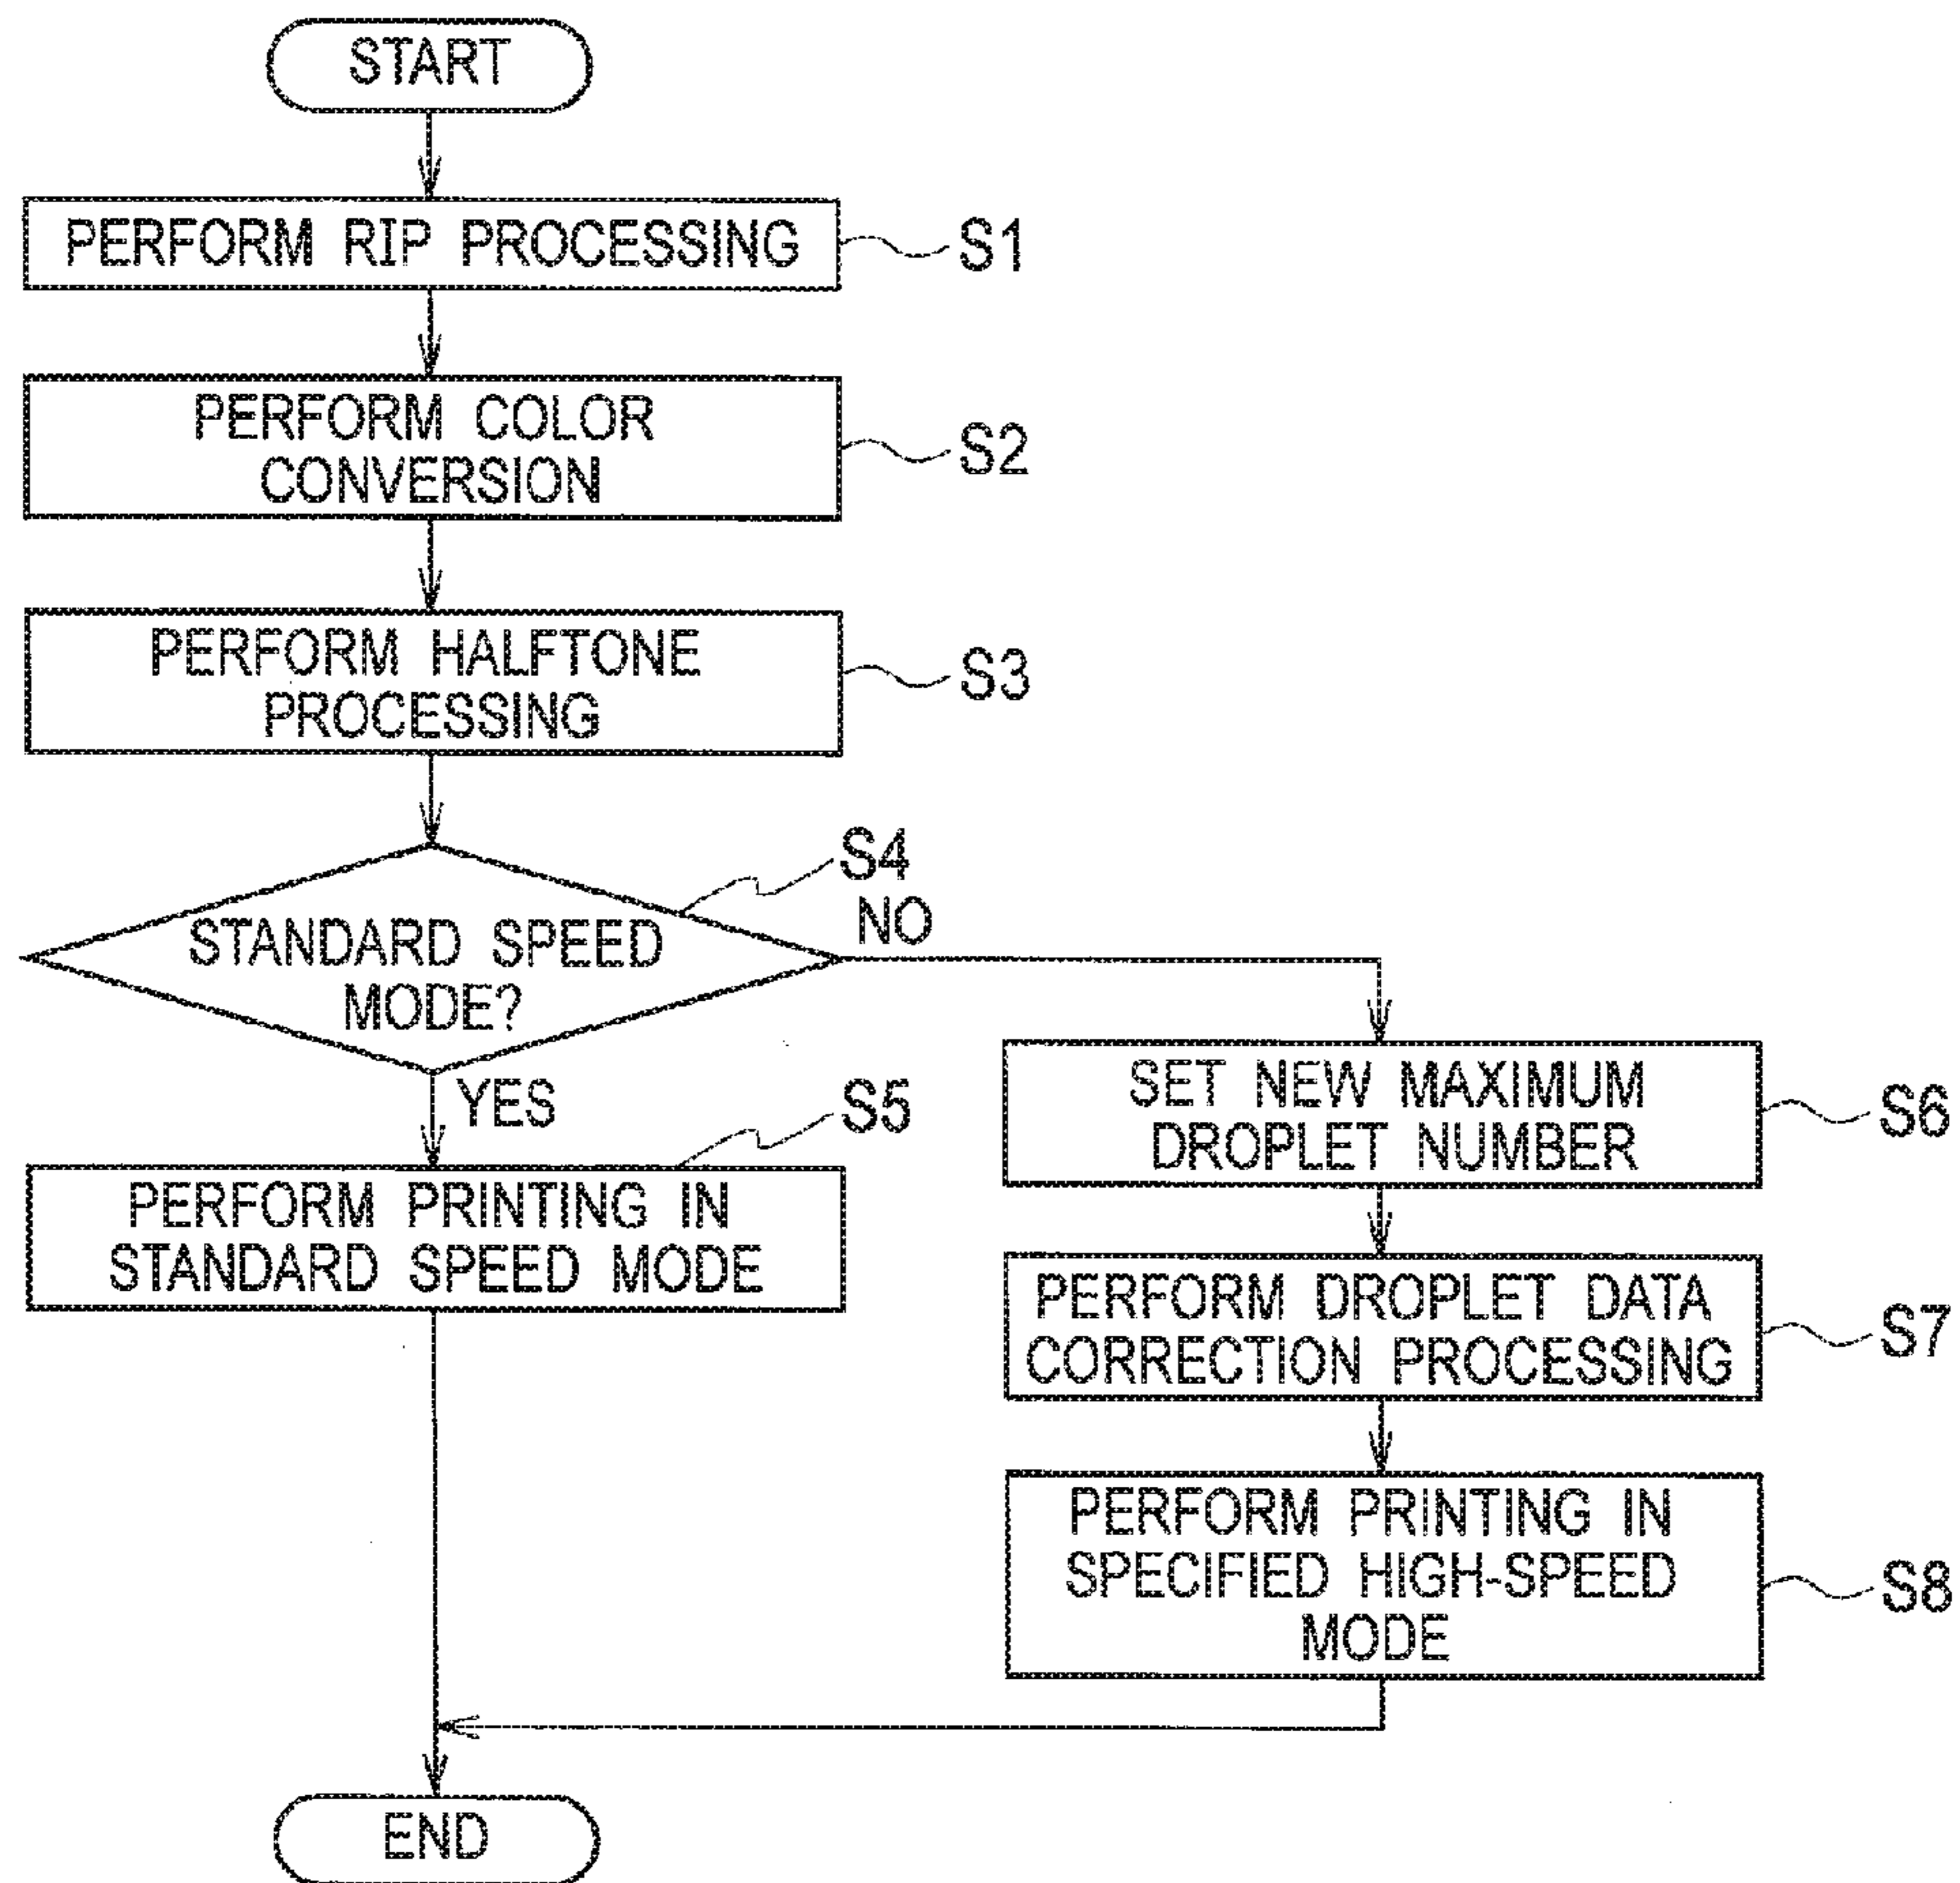 START
PERFORM RIP PROCESSING
S1
PERFORM COLOR
CONVERSION
S2
PERFORM HALFTONE
PROCESSING
S3
STANDARD SPEED
MODE?
S4
NO
YES
PERFORM PRINTING IN
STANDARD SPEED MODE
S5
SET NEW MAXIMUM
DROPLET NUMBER
S6
PERFORM DROPLET DATA
CORRECTION PROCESSING
S7
PERFORM PRINTING IN
SPECIFIED HIGH-SPEED
MODE
S8
END